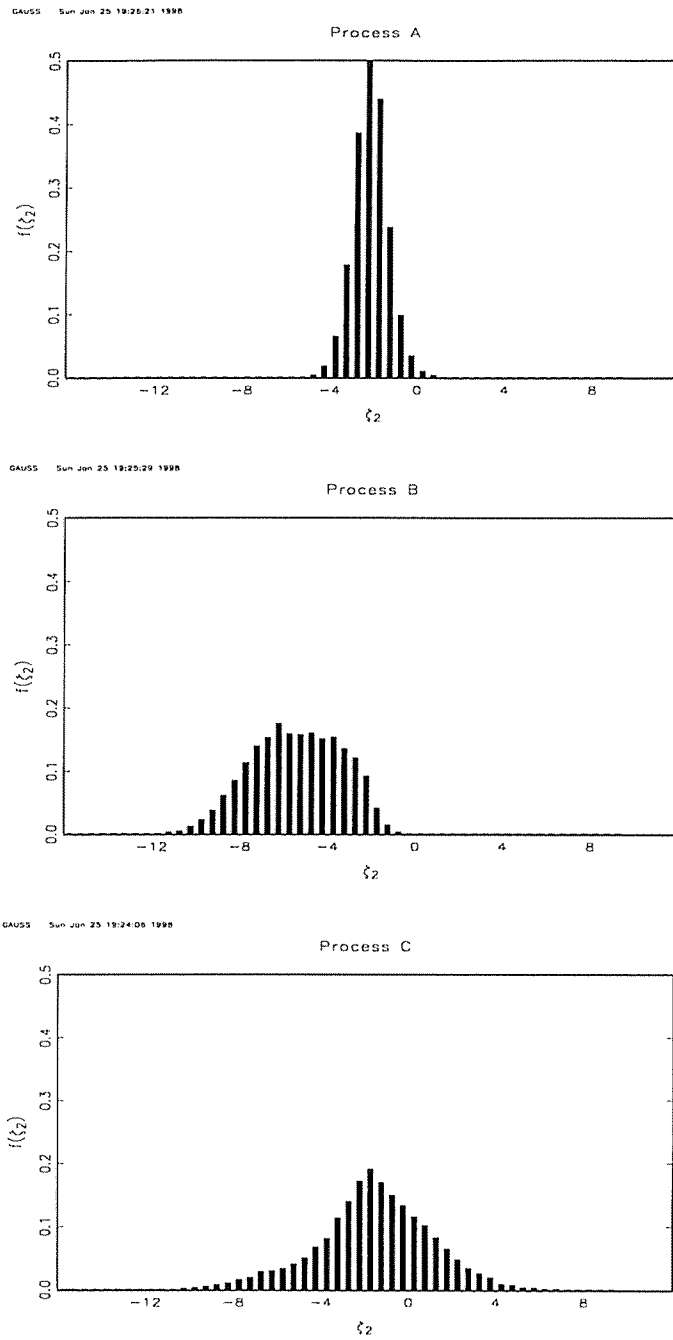 GAUSS Sun Jan 25 19:26:21 1998
Process A
f(ζ₂)
0.0 0.1 0.2 0.3 0.4 0.5
−12 −8 −4 0 4 8
ζ₂
GAUSS Sun Jan 25 19:25:29 1998
Process B
f(ζ₂)
0.0 0.1 0.2 0.3 0.4 0.5
−12 −8 −4 0 4 8
ζ₂
GAUSS Sun Jan 25 19:24:06 1998
Process C
f(ζ₂)
0.0 0.1 0.2 0.3 0.4 0.5
−12 −8 −4 0 4 8
ζ₂